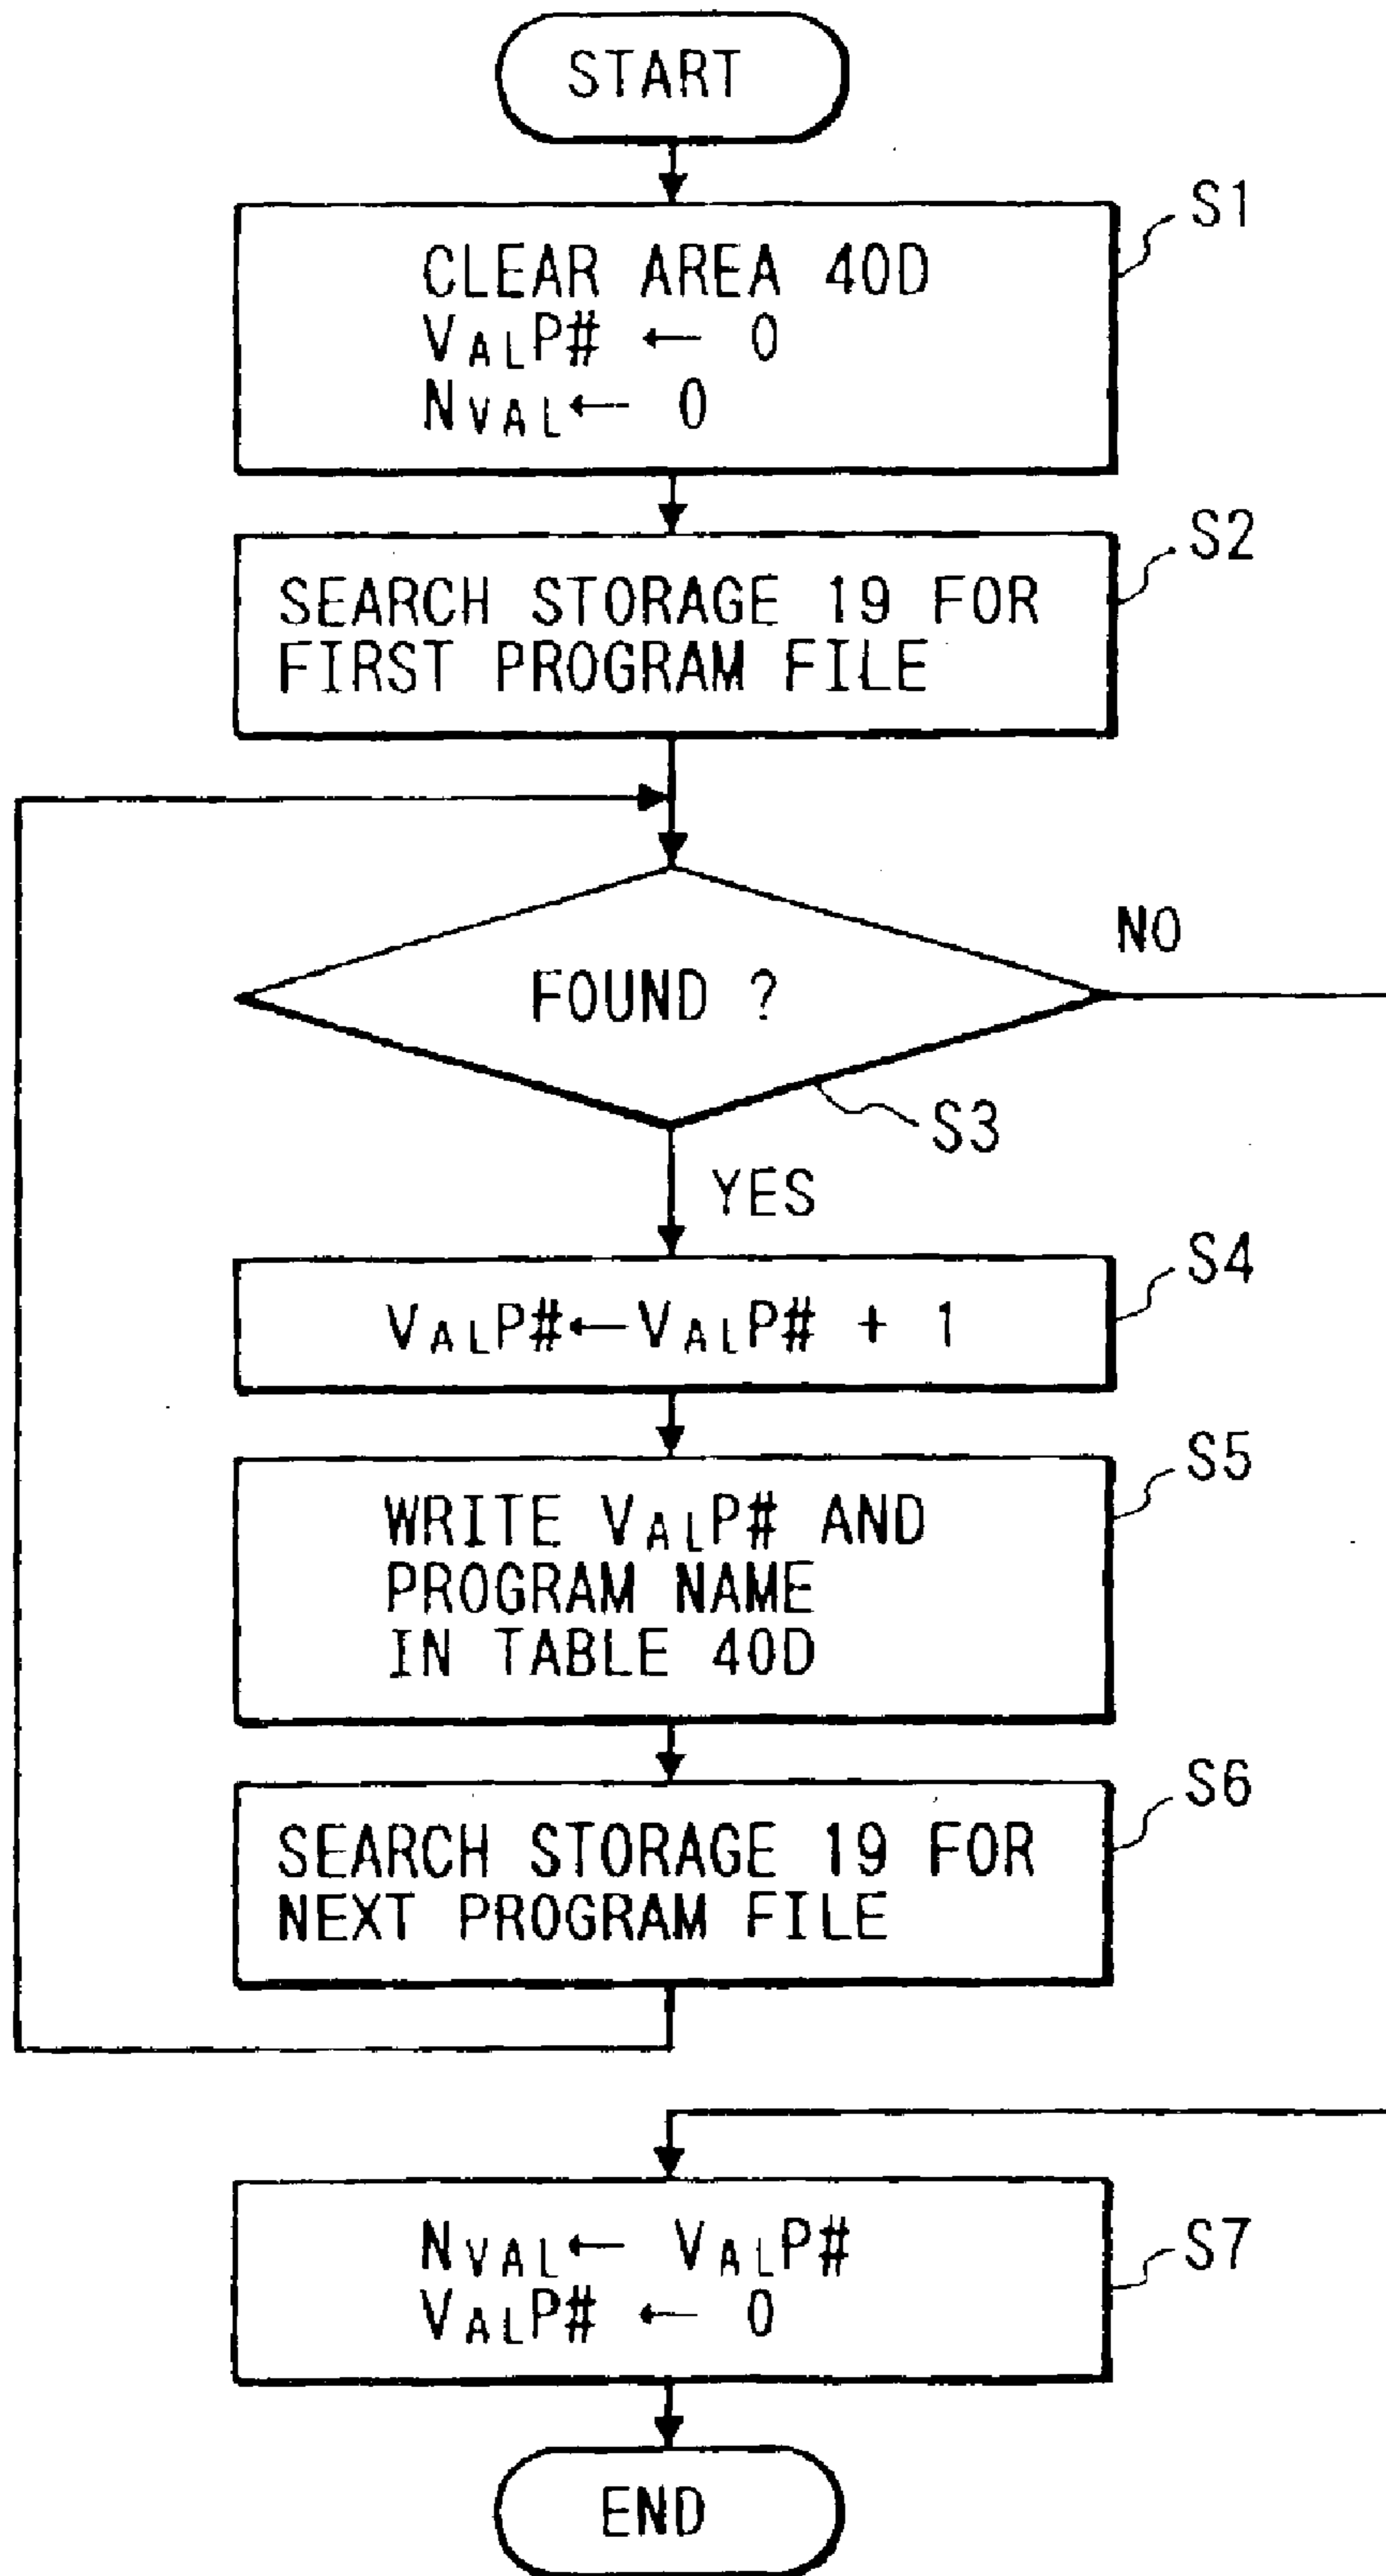 START
S1
CLEAR AREA 40D
VALP# ← 0
NVAL ← 0
S2
SEARCH STORAGE 19 FOR
FIRST PROGRAM FILE
NO
FOUND ?
S3
YES
S4
VALP#←VALP# + 1
S5
WRITE VALP# AND
PROGRAM NAME
IN TABLE 40D
S6
SEARCH STORAGE 19 FOR
NEXT PROGRAM FILE
S7
NVAL← VALP#
VALP# ← 0
END